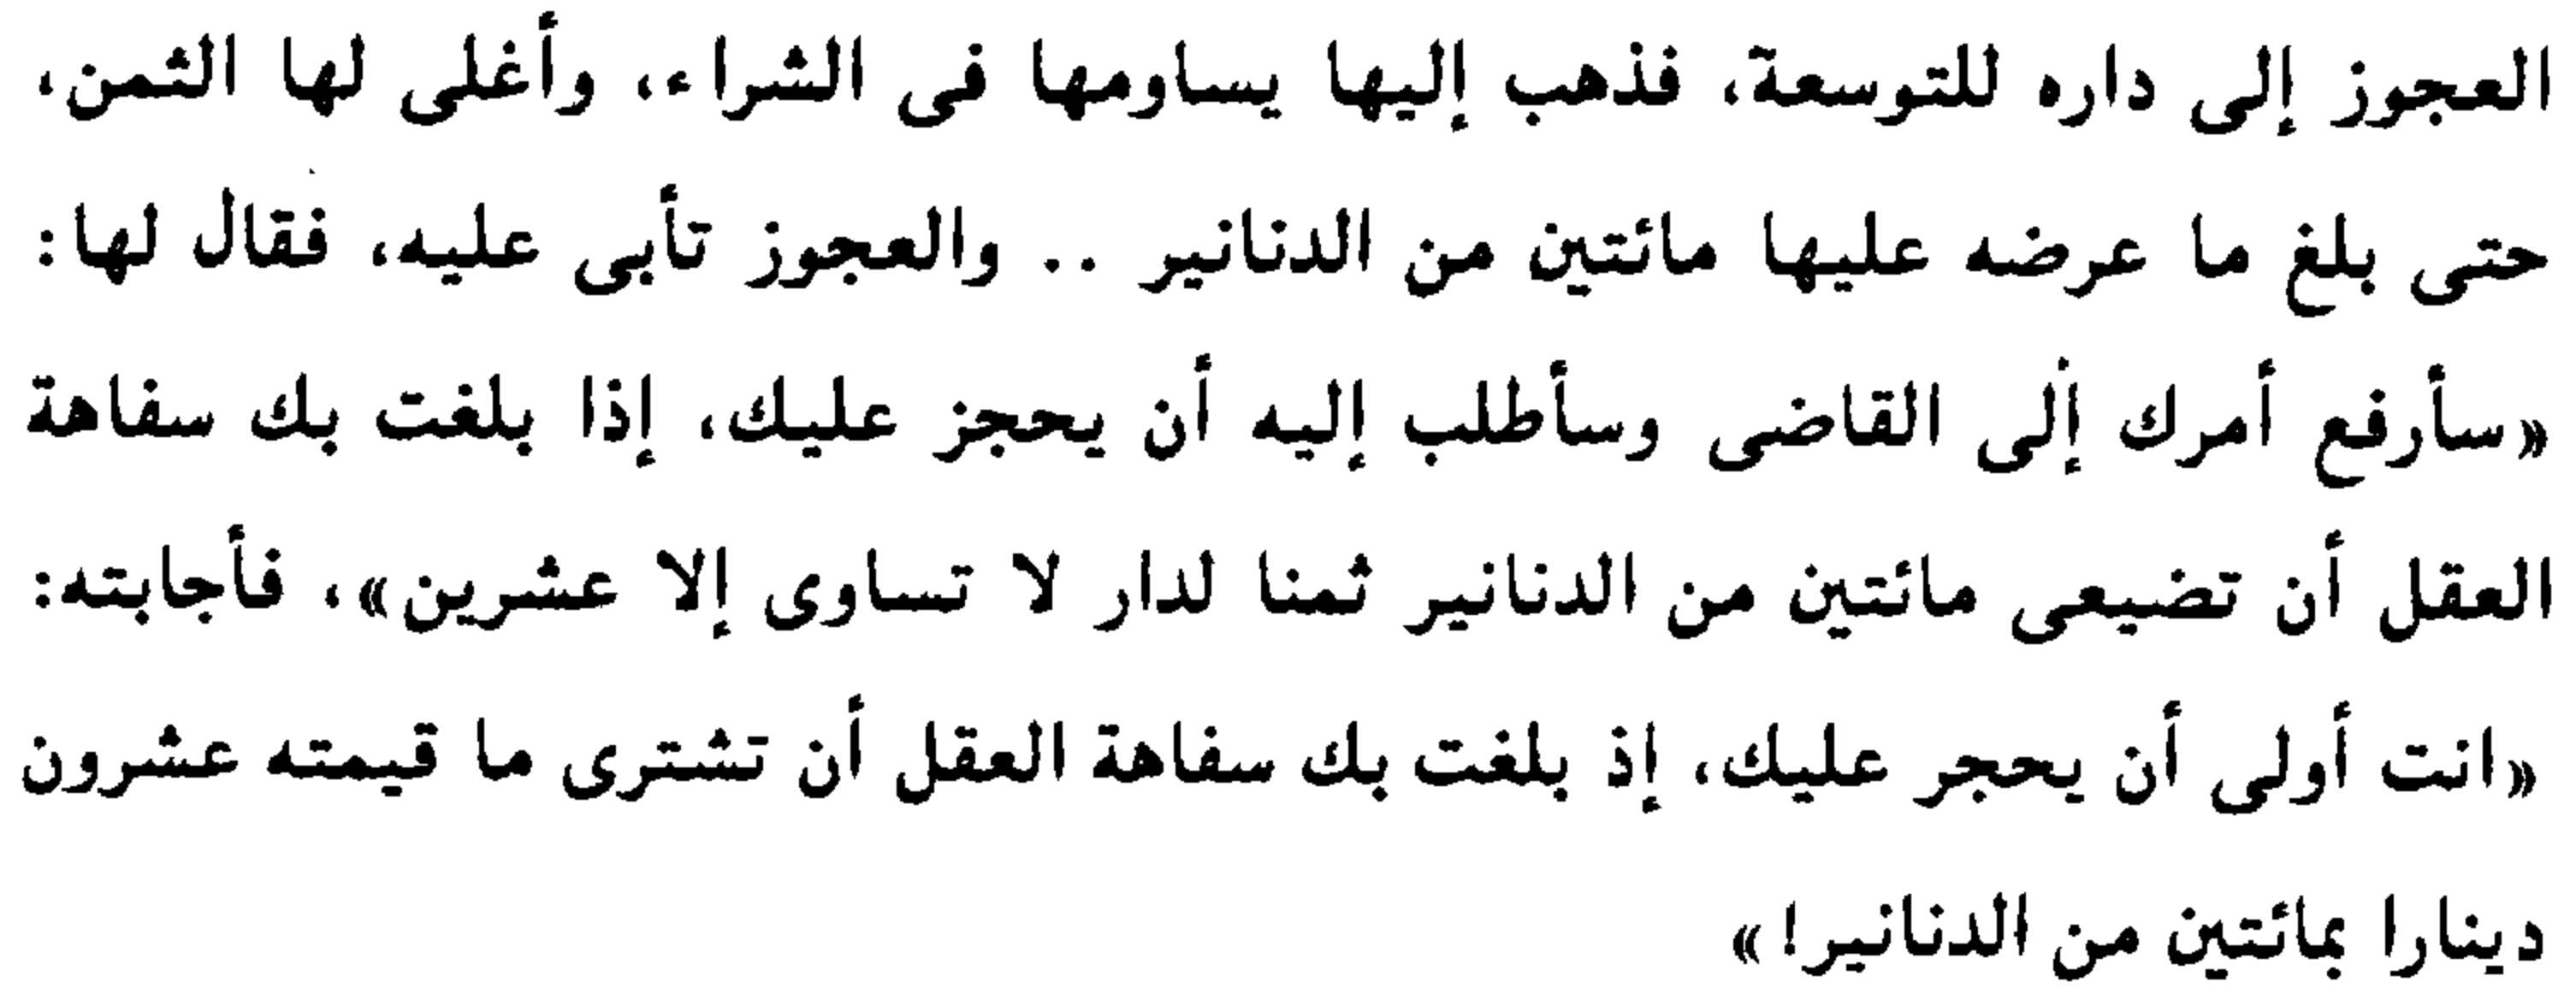 العجوز إلى داره للتوسعة، فذهب إليها يساومها فى الشراء، وأغلى لها الثمن،
حتى بلغ ما عرضه عليها مائتين من الدنانير .. والعجوز تأبى عليه، فقال لها:
«سأرفع أمرك إلى القاضى وسأطلب إليه أن يحجز عليك، إذا بلغت بك سفاهة
العقل أن تضيعى مائتين من الدنانير ثمنا لدار لا تساوى إلا عشرين»، فأجابته:
«انت أولى أن يحجر عليك، إذ بلغت بك سفاهة العقل أن تشترى ما قيمته عشرون
دينارا بمائتين من الدنانير!»